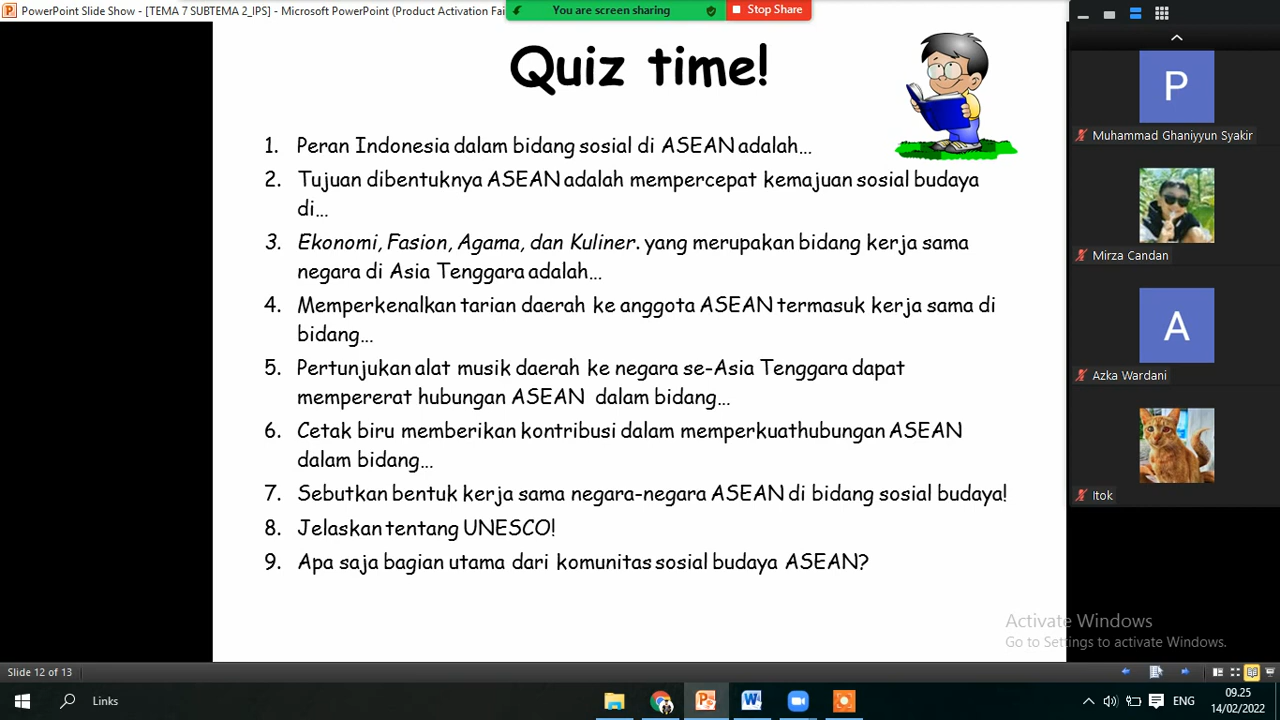 PowerPoint Slide Show - [TEMA 7 SUBTEMA 2_IPS] - Microsoft PowerPoint (Product Activation Fai
You are screen sharing
Stop Share
Quiz time!
1. Peran Indonesia dalam bidang sosial di ASEAN adalah...
2. Tujuan dibentuknya ASEAN adalah mempercepat kemajuan sosial budaya
di...
3. Ekonomi, Fasion, Agama, dan Kuliner. yang merupakan bidang kerja sama
negara di Asia Tenggara adalah...
4. Memperkenalkan tarian daerah ke anggota ASEAN termasuk kerja sama di
bidang...
5. Pertunjukan alat musik daerah ke negara se-Asia Tenggara dapat
mempererat hubungan ASEAN dalam bidang...
6. Cetak biru memberikan kontribusi dalam memperkuathubungan ASEAN
dalam bidang...
7. Sebutkan bentuk kerja sama negara-negara ASEAN di bidang sosial budaya!
8. Jelaskan tentang UNESCO!
9. Apa saja bagian utama dari komunitas sosial budaya ASEAN?
P
Muhammad Ghaniyyun Syakir
Mirza Candan
A
Azka Wardani
Itok
Activate Windows
Go to Settings to activate Windows.
Slide 12 of 13
Links
ENG
09.25
14/02/2022